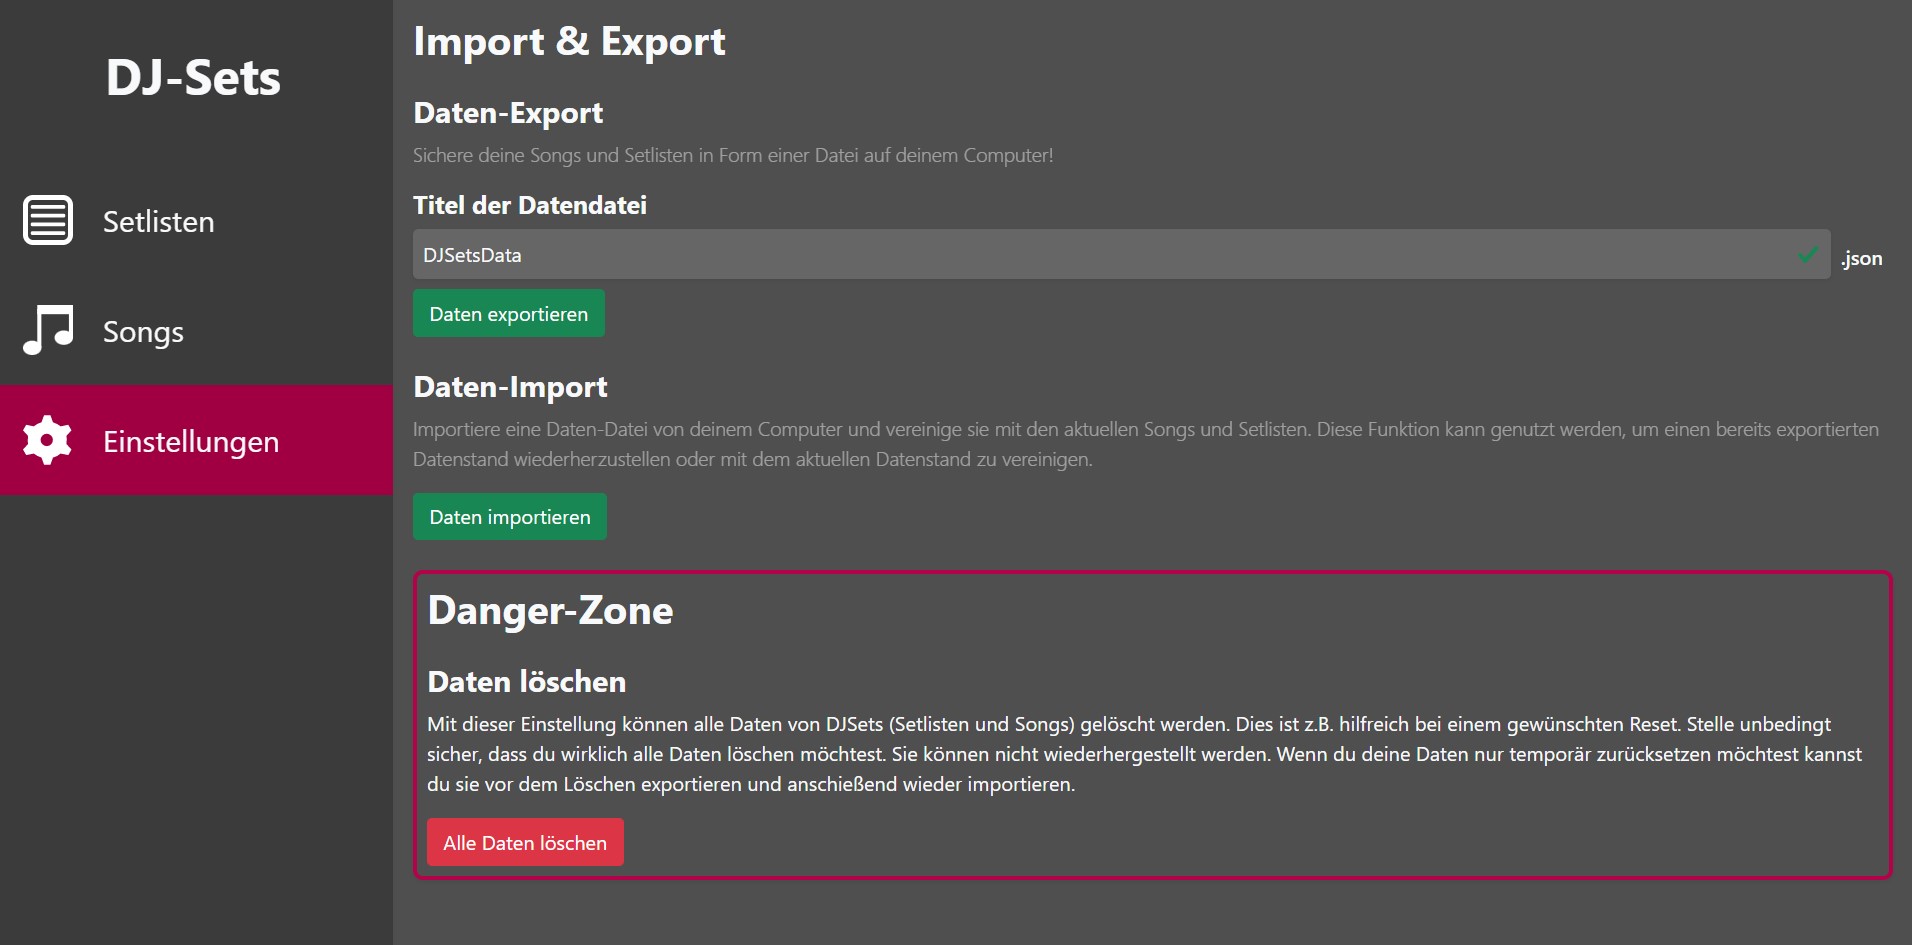 DJ-Sets
Setlisten
Songs
Einstellungen
Import & Export
Daten-Export
Sichere deine Songs und Setlisten in Form einer Datei auf deinem Computer!
Titel der Datendatei
DJSetsData
.json
Daten exportieren
Daten-Import
Importiere eine Daten-Datei von deinem Computer und vereinige sie mit den aktuellen Songs und Setlisten. Diese Funktion kann genutzt werden, um einen bereits exportierten
Datenstand wiederherzustellen oder mit dem aktuellen Datenstand zu vereinigen.
Daten importieren
Danger-Zone
Daten löschen
Mit dieser Einstellung können alle Daten von DJSets (Setlisten und Songs) gelöscht werden. Dies ist z.B. hilfreich bei einem gewünschten Reset. Stelle unbedingt
sicher, dass du wirklich alle Daten löschen möchtest. Sie können nicht wiederhergestellt werden. Wenn du deine Daten nur temporär zurücksetzen möchtest kannst
du sie vor dem Löschen exportieren und anschießend wieder importieren.
Alle Daten löschen